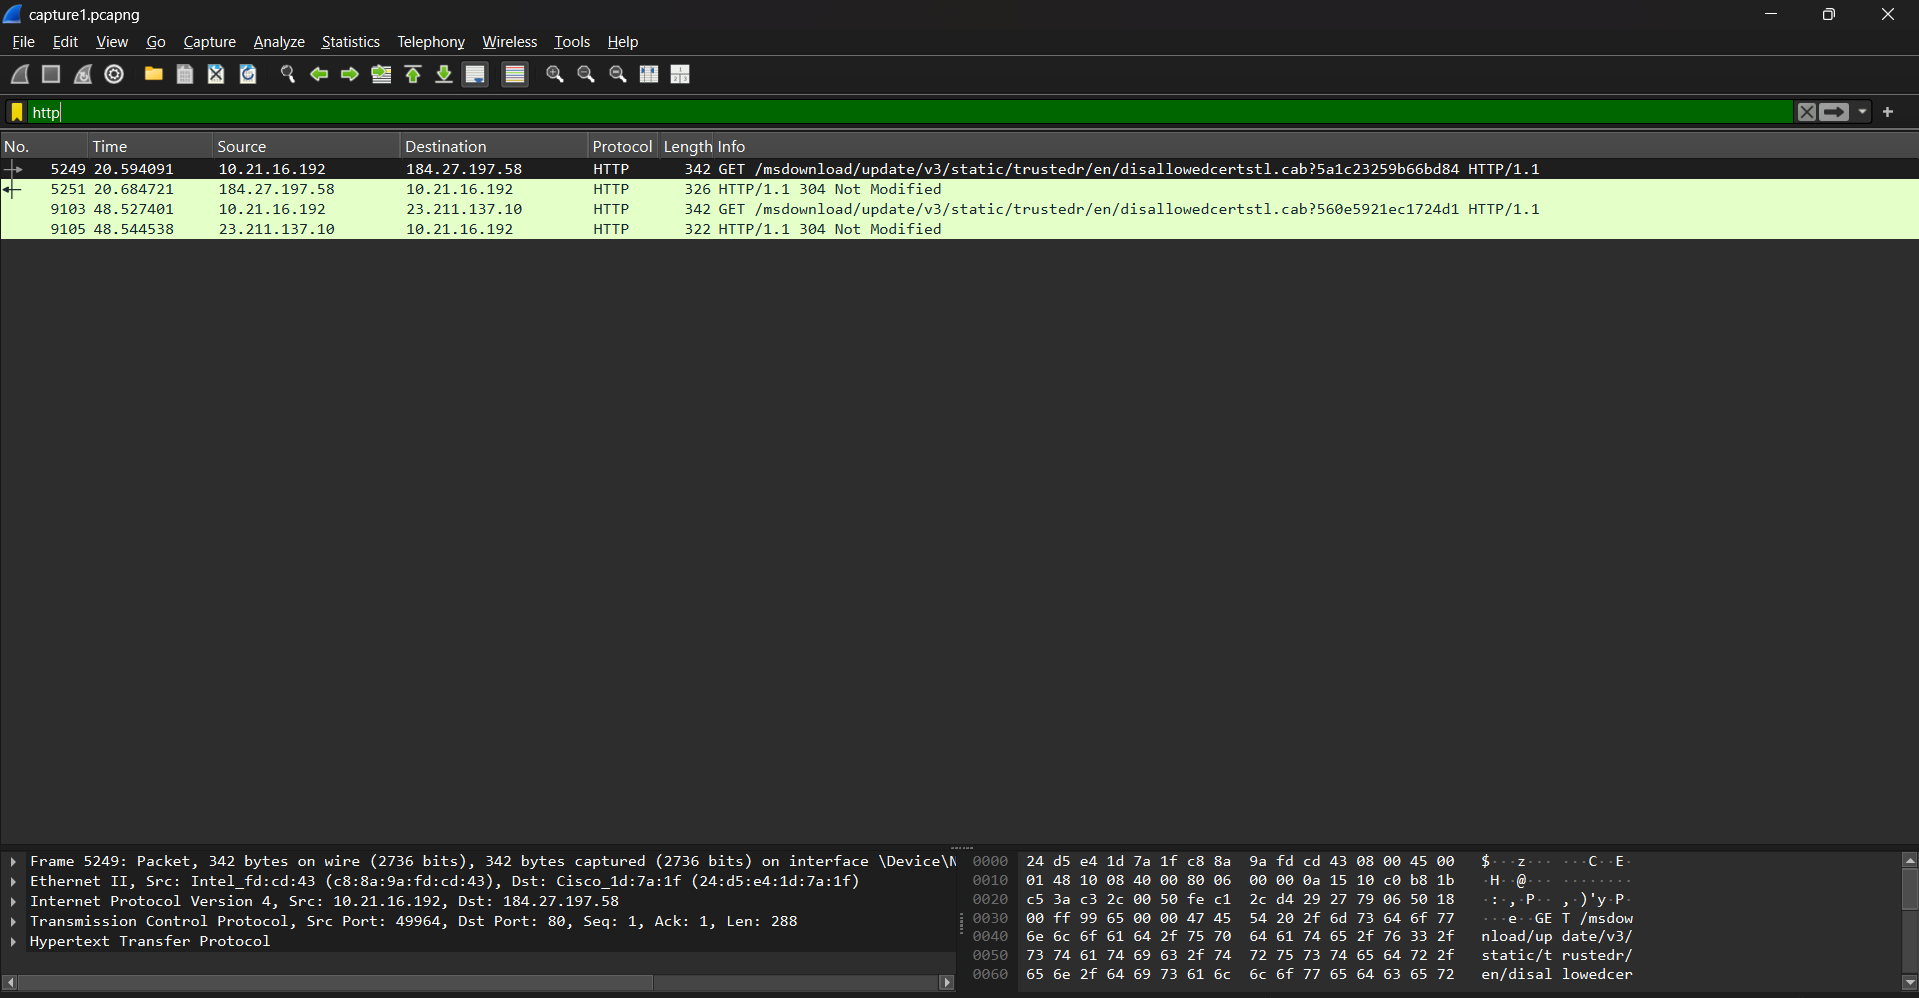 capture1.pcapng
File Edit View Go Capture Analyze Statistics Telephony Wireless Tools Help
http
No. Time Source Destination Protocol Length Info
5249 20.594091 10.21.16.192 184.27.197.58 HTTP 342 GET /msdownload/update/v3/static/trustedr/en/disallowedcertstl.cab?5a1c23259b66bd84 HTTP/1.1
5251 20.684721 184.27.197.58 10.21.16.192 HTTP 326 HTTP/1.1 304 Not Modified
9103 48.527401 10.21.16.192 23.211.137.10 HTTP 342 GET /msdownload/update/v3/static/trustedr/en/disallowedcertstl.cab?560e5921ec1724d1 HTTP/1.1
9105 48.544538 23.211.137.10 10.21.16.192 HTTP 322 HTTP/1.1 304 Not Modified
Frame 5249: Packet, 342 bytes on wire (2736 bits), 342 bytes captured (2736 bits) on interface \Device\N
Ethernet II, Src: Intel_fd:cd:43 (c8:8a:9a:fd:cd:43), Dst: Cisco_1d:7a:1f (24:d5:e4:1d:7a:1f)
Internet Protocol Version 4, Src: 10.21.16.192, Dst: 184.27.197.58
Transmission Control Protocol, Src Port: 49964, Dst Port: 80, Seq: 1, Ack: 1, Len: 288
Hypertext Transfer Protocol
0000 24 d5 e4 1d 7a 1f c8 8a 9a fd cd 43 08 00 45 00 $···z··· ···C··E·
0010 01 48 10 08 40 00 80 06 00 00 0a 15 10 c0 b8 1b ·H··@··· ········
0020 c5 3a c3 2c 00 50 fe c1 2c d4 29 27 79 06 50 18 ·:·,·P·· ,·)'y·P·
0030 00 ff 99 65 00 00 47 45 54 20 2f 6d 73 64 6f 77 ···e··GE T /msdow
0040 6e 6c 6f 61 64 2f 75 70 64 61 74 65 2f 76 33 2f nload/up date/v3/
0050 73 74 61 74 69 63 2f 74 72 75 73 74 65 64 72 2f static/t rustedr/
0060 65 6e 2f 64 69 73 61 6c 6c 6f 77 65 64 63 65 72 en/disal lowedcer